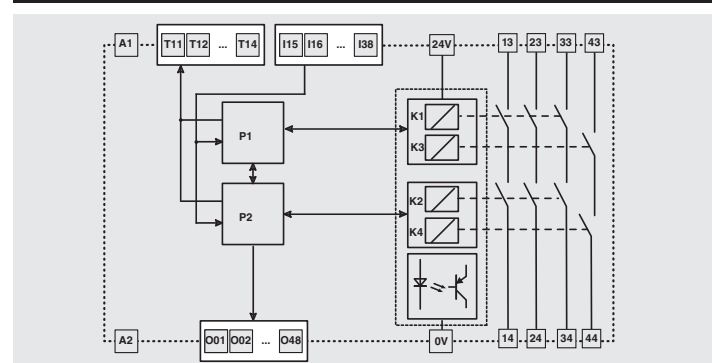 A1 T11 T12 ... T14 I15 I16 ... I38 24V 13 23 33 43
P1 K1
K3
P2 K2
K4
A2 O01 O02 ... O48 0V 14 24 34 44